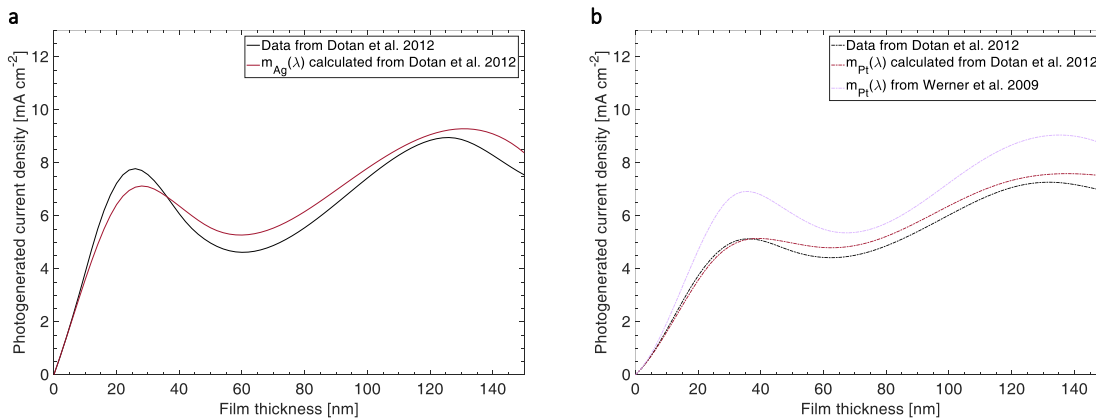 a
Photogenerated current density [mA cm-2]
12
10
8
6
4
2
0
Data from Dotan et al. 2012
mAg(λ) calculated from Dotan et al. 2012
0 20 40 60 80 100 120 140
Film thickness [nm]
b
Photogenerated current density [mA cm-2]
12
10
8
6
4
2
0
Data from Dotan et al. 2012
mPt(λ) calculated from Dotan et al. 2012
mPt(λ) from Werner et al. 2009
0 20 40 60 80 100 120 140
Film thickness [nm]